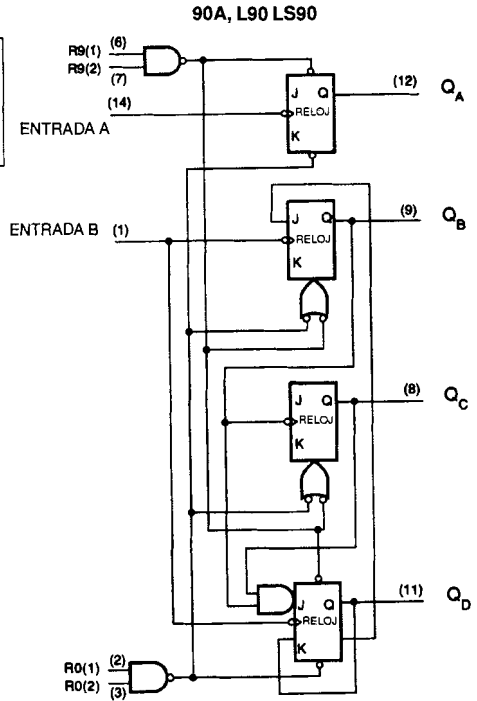 90A, L90 LS90
R9(1) (6)
R9(2) (7)
J Q (12) QA
(14) RELOJ
ENTRADA A
K
J Q (9) QB
ENTRADA B (1) RELOJ
K
J Q (8) QC
RELOJ
K
J Q (11) QD
RELOJ
K
R0(1) (2)
R0(2) (3)